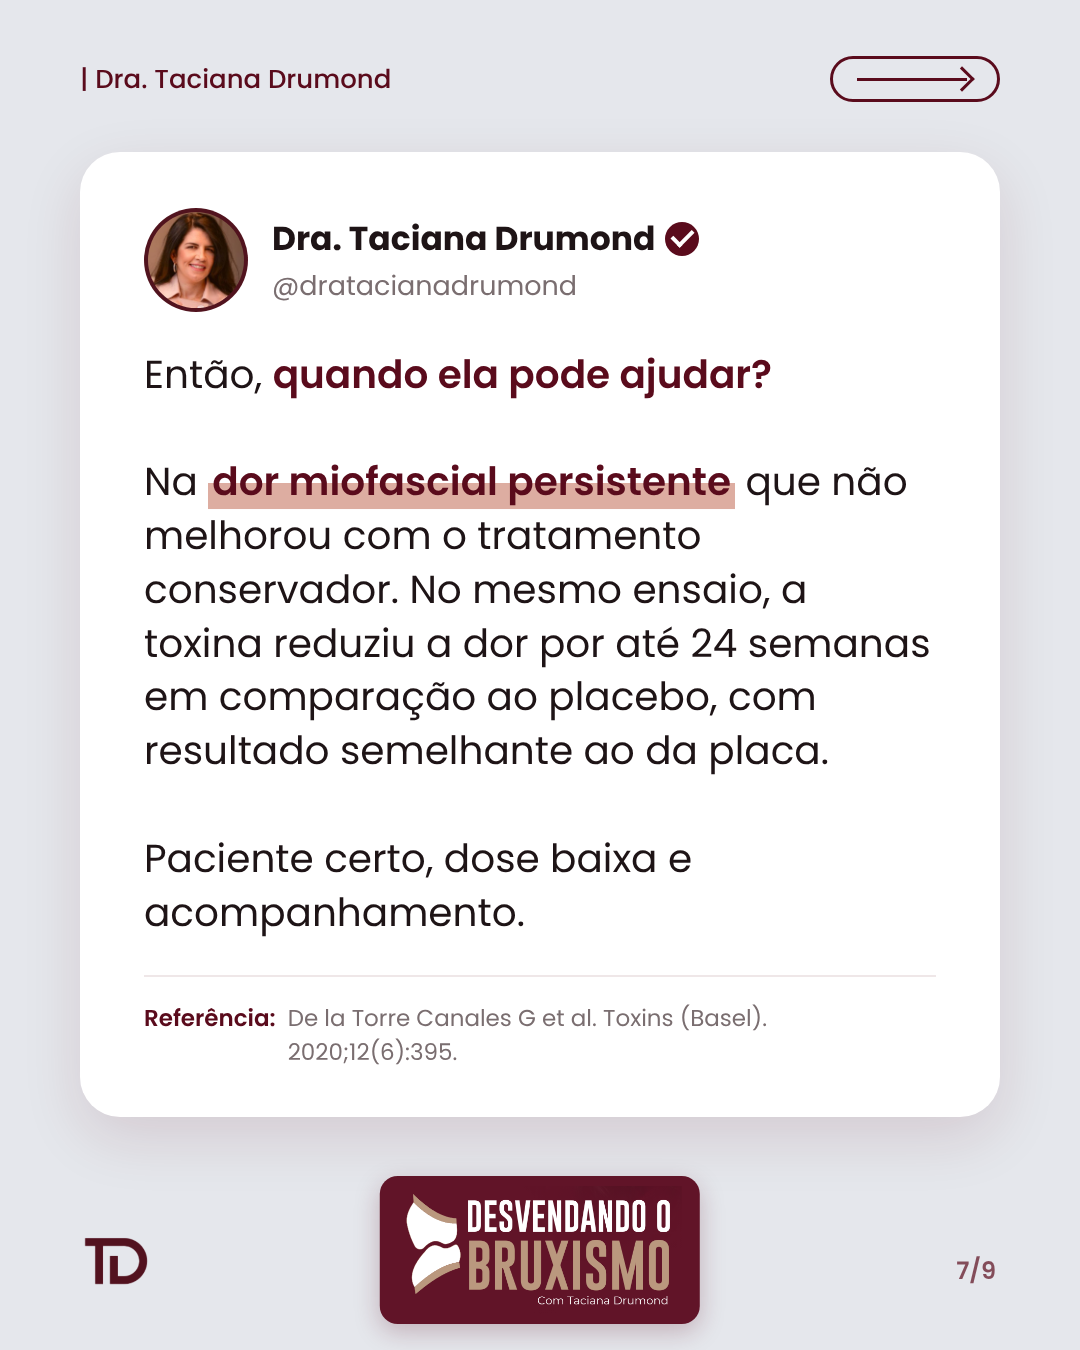 | Dra. Taciana Drumond
Dra. Taciana Drumond
@dratacianadrumond
Então, quando ela pode ajudar?
Na dor miofascial persistente que não
melhorou com o tratamento
conservador. No mesmo ensaio, a
toxina reduziu a dor por até 24 semanas
em comparação ao placebo, com
resultado semelhante ao da placa.
Paciente certo, dose baixa e
acompanhamento.
Referência: De la Torre Canales G et al. Toxins (Basel).
2020;12(6):395.
TD
DESVENDANDO O
BRUXISMO
Com Taciana Drumond
7/9